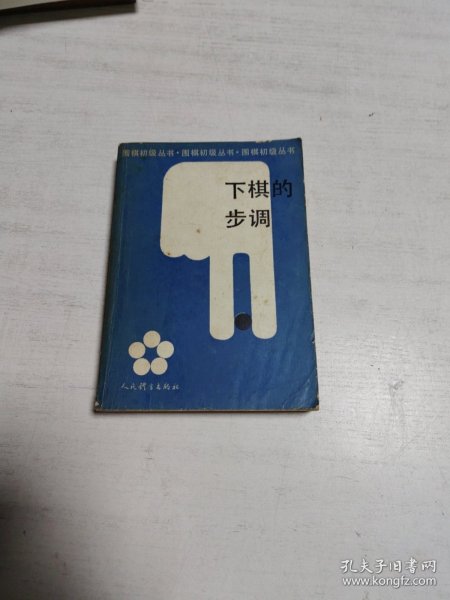 围棋初级丛书·围棋初级丛书·围棋初级丛书
下棋的
步调
人民体育出版社
孔夫子旧书网
www.kongfz.com